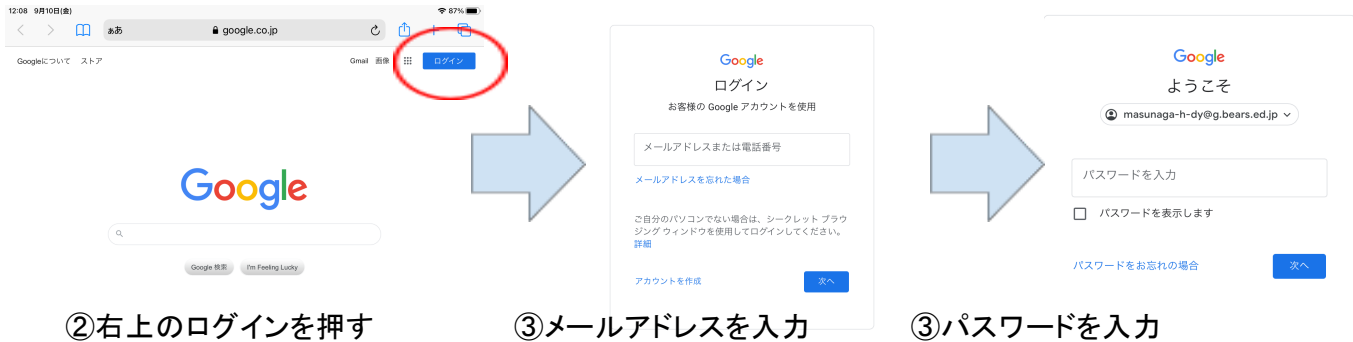 12:08 9月10日(金)
87%
ああ
google.co.jp
Googleについて ストア
Gmail 画像 ログイン
Google
Google 検索 I'm Feeling Lucky
②右上のログインを押す
Google
ログイン
お客様の Google アカウントを使用
メールアドレスまたは電話番号
メールアドレスを忘れた場合
ご自分のパソコンでない場合は、シークレット ブラウ
ジング ウィンドウを使用してログインしてください。
詳細
アカウントを作成 次へ
③メールアドレスを入力
Google
ようこそ
masunaga-h-dy@g.bears.ed.jp
パスワードを入力
パスワードを表示します
パスワードをお忘れの場合 次へ
③パスワードを入力